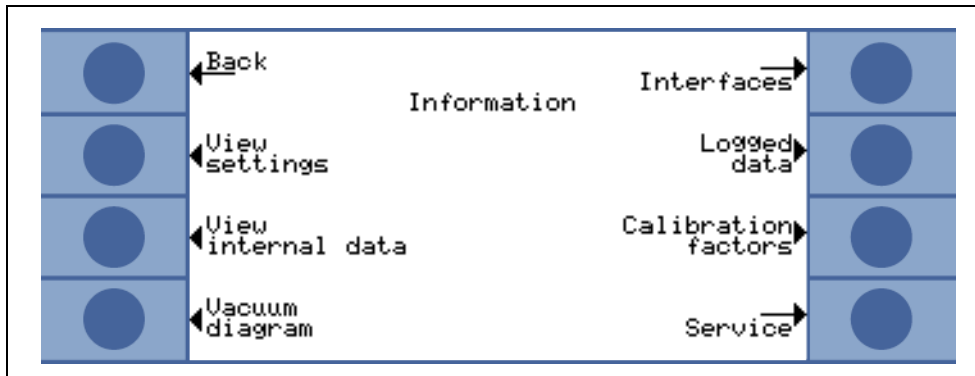 Back
Interfaces
Information
View
settings
Logged
data
View
internal data
Calibration
factors
Vacuum
diagram
Service